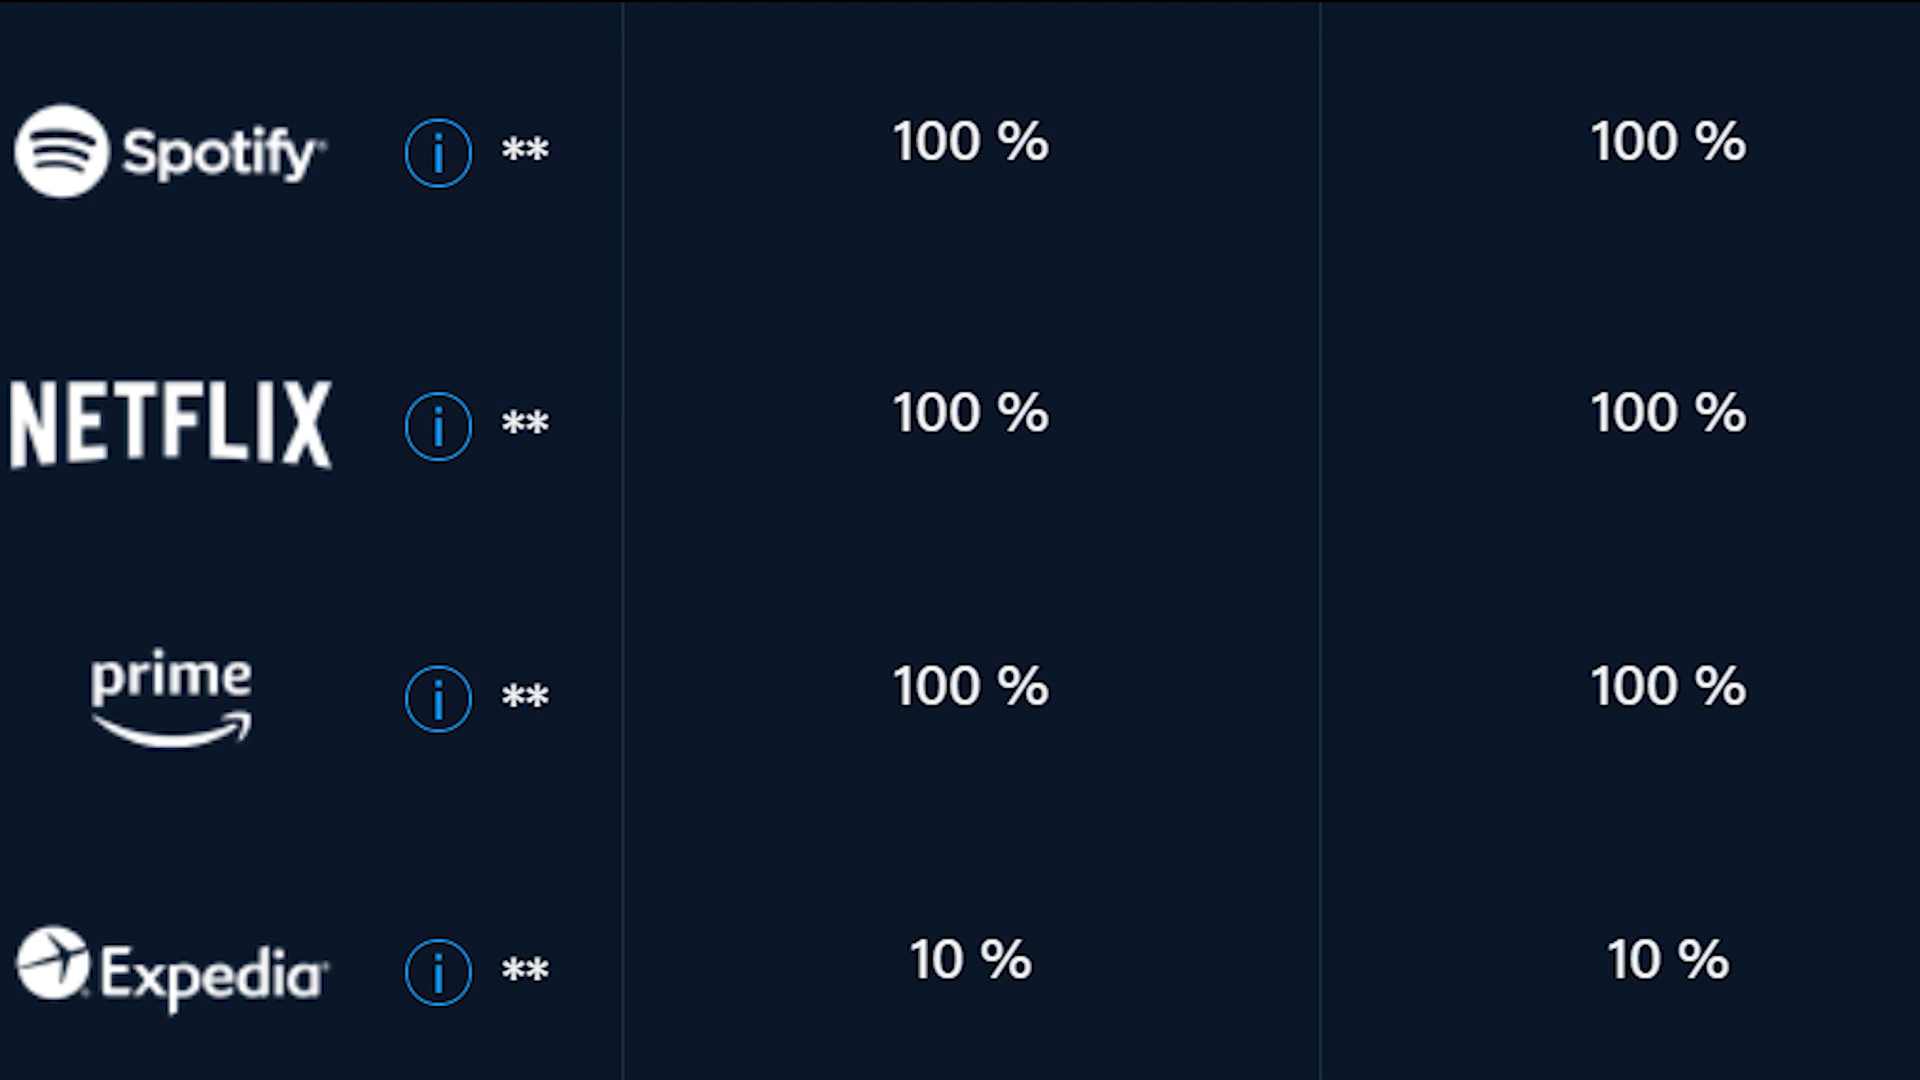 Spotify ⓘ ** 100 % 100 %
NETFLIX ⓘ ** 100 % 100 %
prime ⓘ ** 100 % 100 %
Expedia ⓘ ** 10 % 10 %